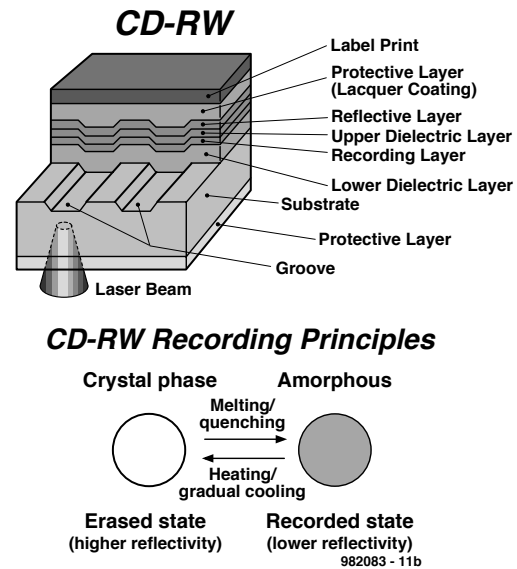 CD-RW
Label Print
Protective Layer
(Lacquer Coating)
Reflective Layer
Upper Dielectric Layer
Recording Layer
Lower Dielectric Layer
Substrate
Protective Layer
Groove
Laser Beam
CD-RW Recording Principles
Crystal phase
Amorphous
Melting/
quenching
Heating/
gradual cooling
Erased state
(higher reflectivity)
Recorded state
(lower reflectivity)
982083 - 11b